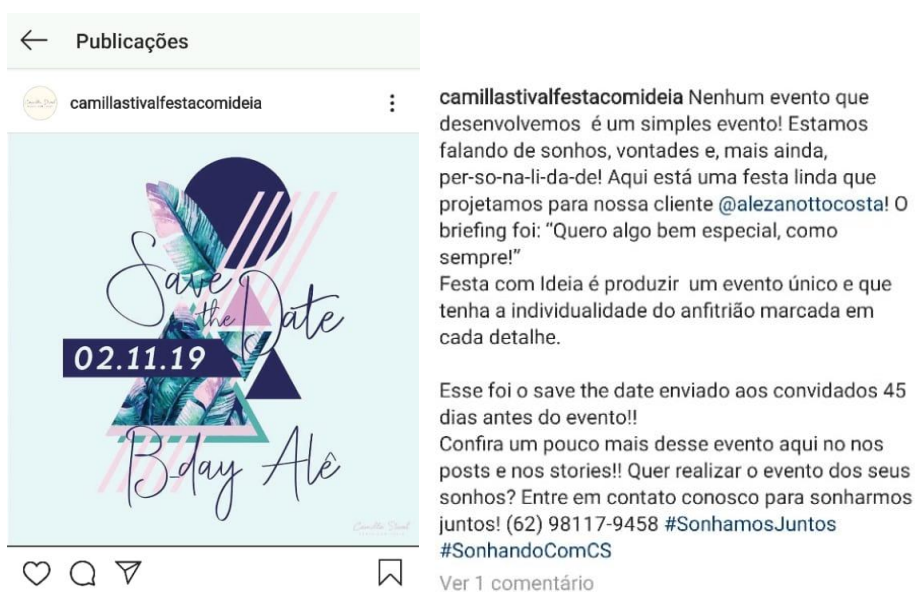 Publicações
camillastivalfestacomideia
Save
the Date
02.11.19
B-day Alê
Camilla Stival
camillastivalfestacomideia Nenhum evento que
desenvolvemos é um simples evento! Estamos
falando de sonhos, vontades e, mais ainda,
per-so-na-li-da-de! Aqui está uma festa linda que
projetamos para nossa cliente @alezanottocosta! O
briefing foi: “Quero algo bem especial, como
sempre!”
Festa com Ideia é produzir um evento único e que
tenha a individualidade do anfitrião marcada em
cada detalhe.
Esse foi o save the date enviado aos convidados 45
dias antes do evento!!
Confira um pouco mais desse evento aqui no nos
posts e nos stories!! Quer realizar o evento dos seus
sonhos? Entre em contato conosco para sonharmos
juntos! (62) 98117-9458 #SonhamosJuntos
#SonhandoComCS
Ver 1 comentário